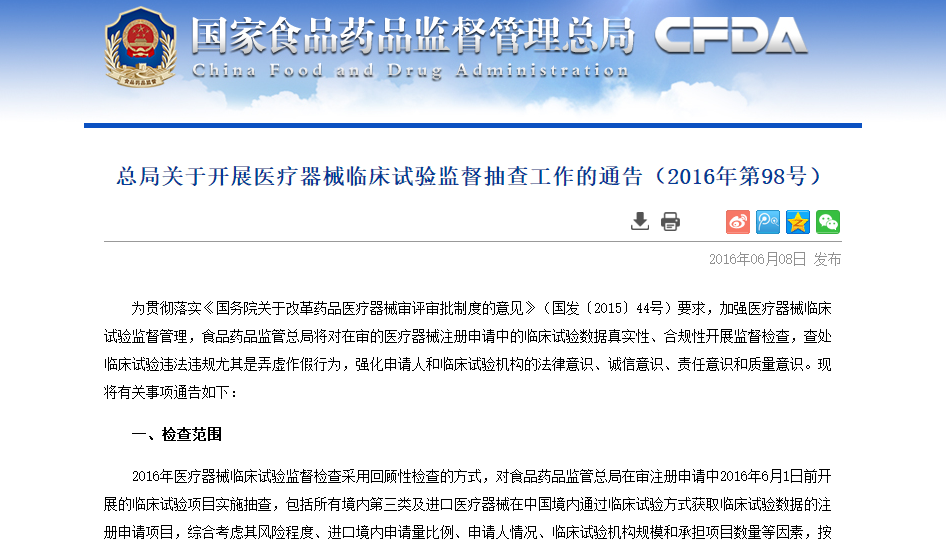 国家食品药品监督管理总局 CFDA
China Food and Drug Administration
总局关于开展医疗器械临床试验监督抽查工作的通告（2016年第98号）
2016年06月08日 发布
为贯彻落实《国务院关于改革药品医疗器械审评审批制度的意见》（国发〔2015〕44号）要求，加强医疗器械临床
试验监督管理，食品药品监管总局将对在审的医疗器械注册申请中的临床试验数据真实性、合规性开展监督检查，查处
临床试验违法违规尤其是弄虚作假行为，强化申请人和临床试验机构的法律意识、诚信意识、责任意识和质量意识。现
将有关事项通告如下：
一、检查范围
2016年医疗器械临床试验监督检查采用回顾性检查的方式，对食品药品监管总局在审注册申请中2016年6月1日前开
展的临床试验项目实施抽查，包括所有境内第三类及进口医疗器械在中国境内通过临床试验方式获取临床试验数据的注
册申请项目，综合考虑其风险程度、进口境内申请量比例、申请人情况、临床试验机构规模和承担项目数量等因素，按